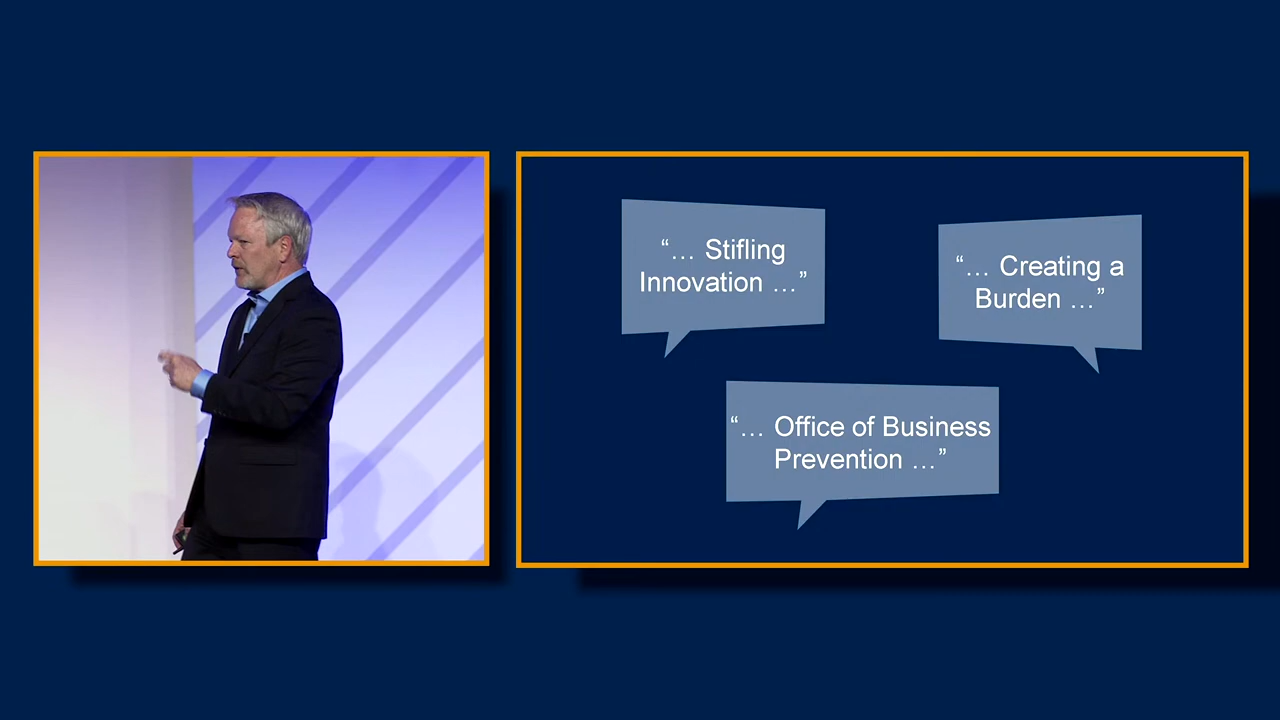 “… Stifling
Innovation …”
“… Creating a
Burden …”
“… Office of Business
Prevention …”